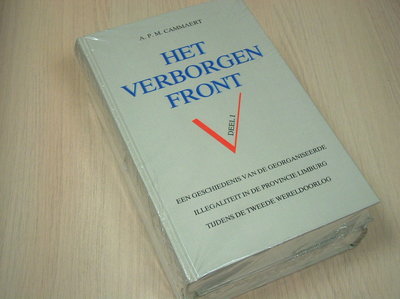 A. P. M. CAMMAERT
HET
VERBORGEN
FRONT
DEEL I
EEN GESCHIEDENIS VAN DE GEORGANISEERDE
ILLEGALITEIT IN DE PROVINCIE LIMBURG
TIJDENS DE TWEEDE WERELDOORLOG